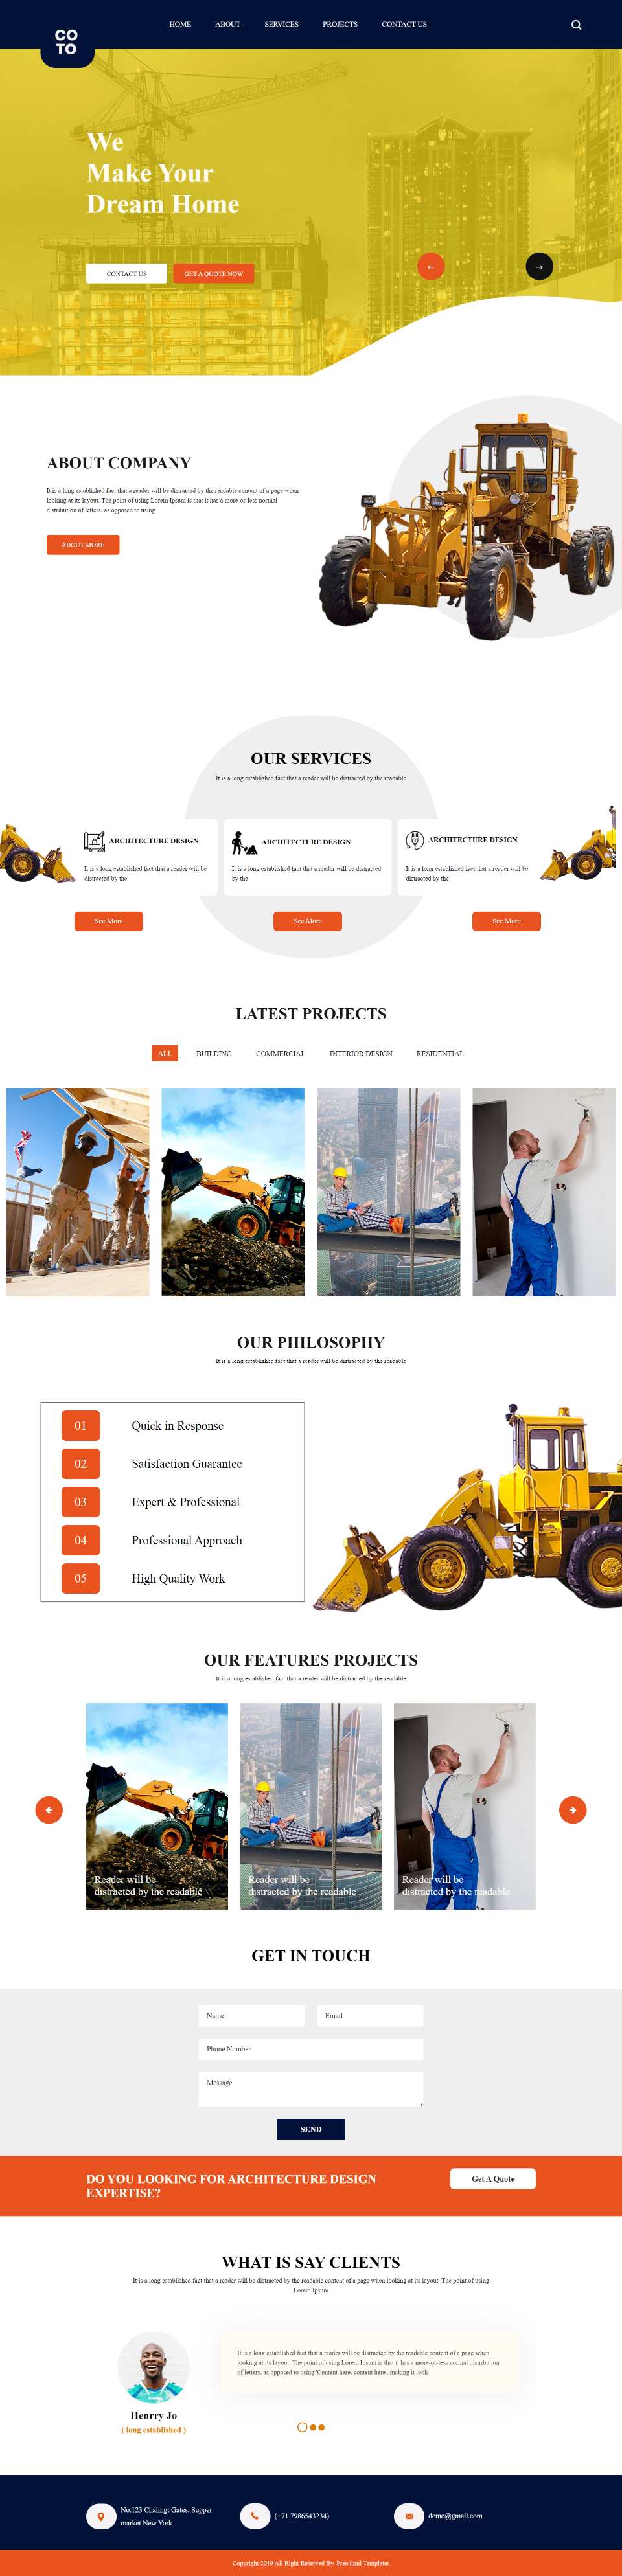 CO
TO
HOME
ABOUT
SERVICES
PROJECTS
CONTACT US
We
Make Your
Dream Home
CONTACT US
GET A QUOTE NOW
ABOUT COMPANY
It is a long established fact that a reader will be distracted by the readable content of a page when
looking at its layout. The point of using Lorem Ipsum is that it has a more-or-less normal
distribution of letters, as opposed to using
ABOUT MORE
OUR SERVICES
It is a long established fact that a reader will be distracted by the readable
ARCHITECTURE DESIGN
It is a long established fact that a reader will be
distracted by the
See More
ARCHITECTURE DESIGN
It is a long established fact that a reader will be distracted
by the
See More
ARCHITECTURE DESIGN
It is a long established fact that a reader will be
distracted by the
See More
LATEST PROJECTS
ALL
BUILDING
COMMERCIAL
INTERIOR DESIGN
RESIDENTIAL
OUR PHILOSOPHY
It is a long established fact that a reader will be distracted by the readable
01 Quick in Response
02 Satisfaction Guarantee
03 Expert & Professional
04 Professional Approach
05 High Quality Work
OUR FEATURES PROJECTS
It is a long established fact that a reader will be distracted by the readable
Reader will be
distracted by the readable
Reader will be
distracted by the readable
Reader will be
distracted by the readable
GET IN TOUCH
Name
Email
Phone Number
Message
SEND
DO YOU LOOKING FOR ARCHITECTURE DESIGN
EXPERTISE?
Get A Quote
WHAT IS SAY CLIENTS
It is a long established fact that a reader will be distracted by the readable content of a page when looking at its layout. The point of using
Lorem Ipsum
Henrry Jo
( long established )
It is a long established fact that a reader will be distracted by the readable content of a page when
looking at its layout. The point of using Lorem Ipsum is that it has a more-or-less normal distribution
of letters, as opposed to using 'Content here, content here', making it look
No.123 Chalingt Gates, Supper
market New York
(+71 7986543234)
demo@gmail.com
Copyright 2019 All Right Reserved By. Free html Templates